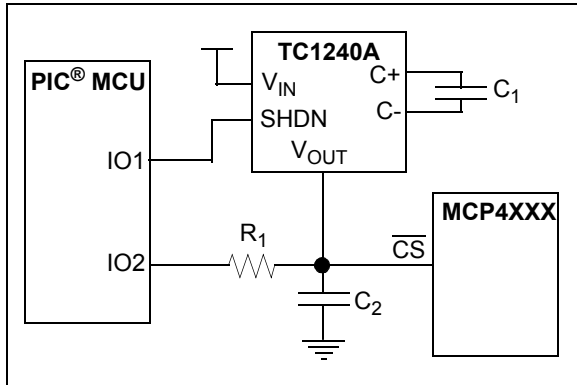 TC1240A
PIC® MCU
C+
VIN
C1
SHDN
C-
VOUT
IO1
MCP4XXX
R1
CS
IO2
C2